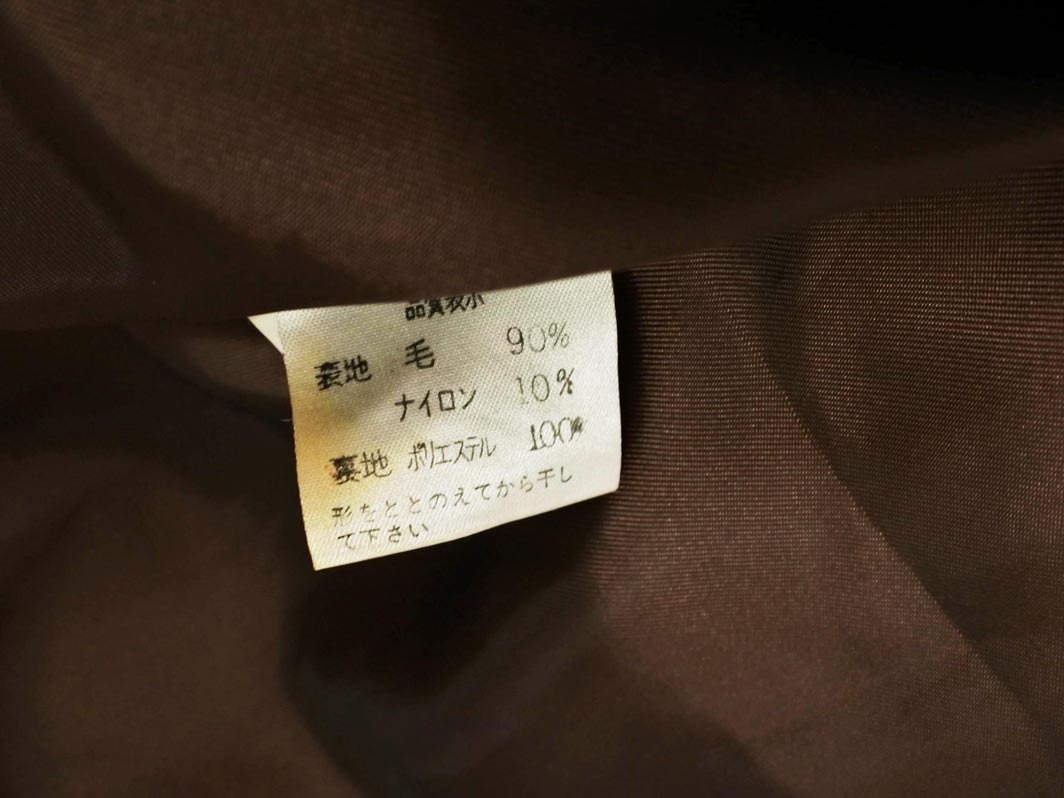 品質表示
表地 毛 90%
ナイロン 10%
裏地 ポリエステル 100%
形をととのえてから干し
て下さい